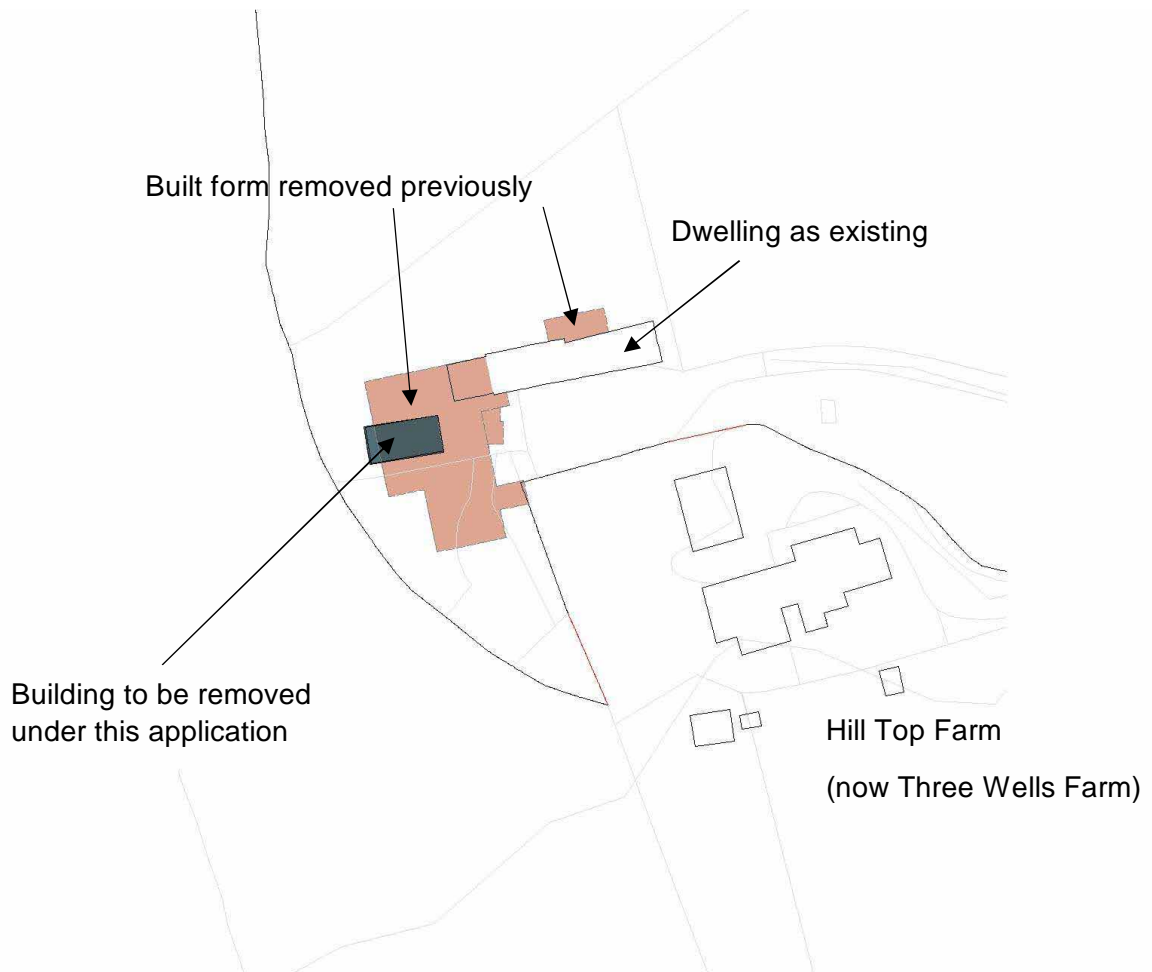 Built form removed previously
Dwelling as existing
Building to be removed
under this application
Hill Top Farm
(now Three Wells Farm)